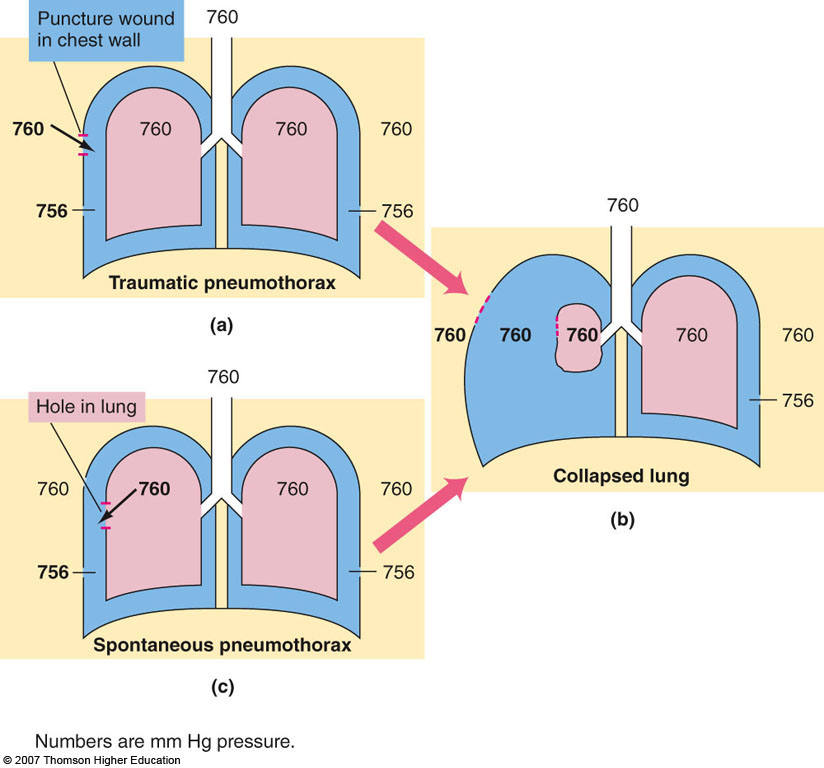 Puncture wound
in chest wall
760
760
760
760
760
756
756
Traumatic pneumothorax
(a)
760
760
760
760
760
760
756
Collapsed lung
(b)
760
Hole in lung
760
760
760
760
756
756
Spontaneous pneumothorax
(c)
Numbers are mm Hg pressure.
© 2007 Thomson Higher Education